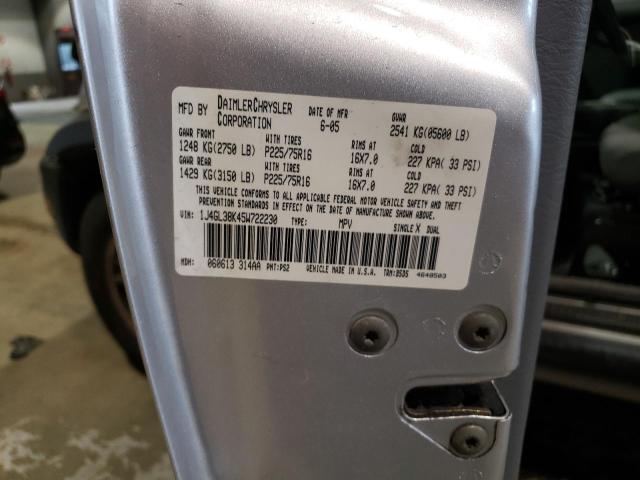 MFD BY DAIMLERCHRYSLER CORPORATION DATE OF MFR 6-05 GVWR 2541 KG(05600 LB)
GAWR FRONT WITH TIRES RIMS AT COLD
1248 KG(2750 LB) P225/75R16 16X7.0 227 KPA( 33 PSI)
GAWR REAR WITH TIRES RIMS AT COLD
1429 KG(3150 LB) P225/75R16 16X7.0 227 KPA( 33 PSI)
THIS VEHICLE CONFORMS TO ALL APPLICABLE FEDERAL MOTOR VEHICLE SAFETY AND THEFT
PREVENTION STANDARDS IN EFFECT ON THE DATE OF MANUFACTURE SHOWN ABOVE.
VIN: 1J4GL38K45W722230 TYPE: MPV SINGLE X DUAL
MDH: 060613 314AA PNT:PS2 VEHICLE MADE IN U.S.A. TRM:D5D5 4648503